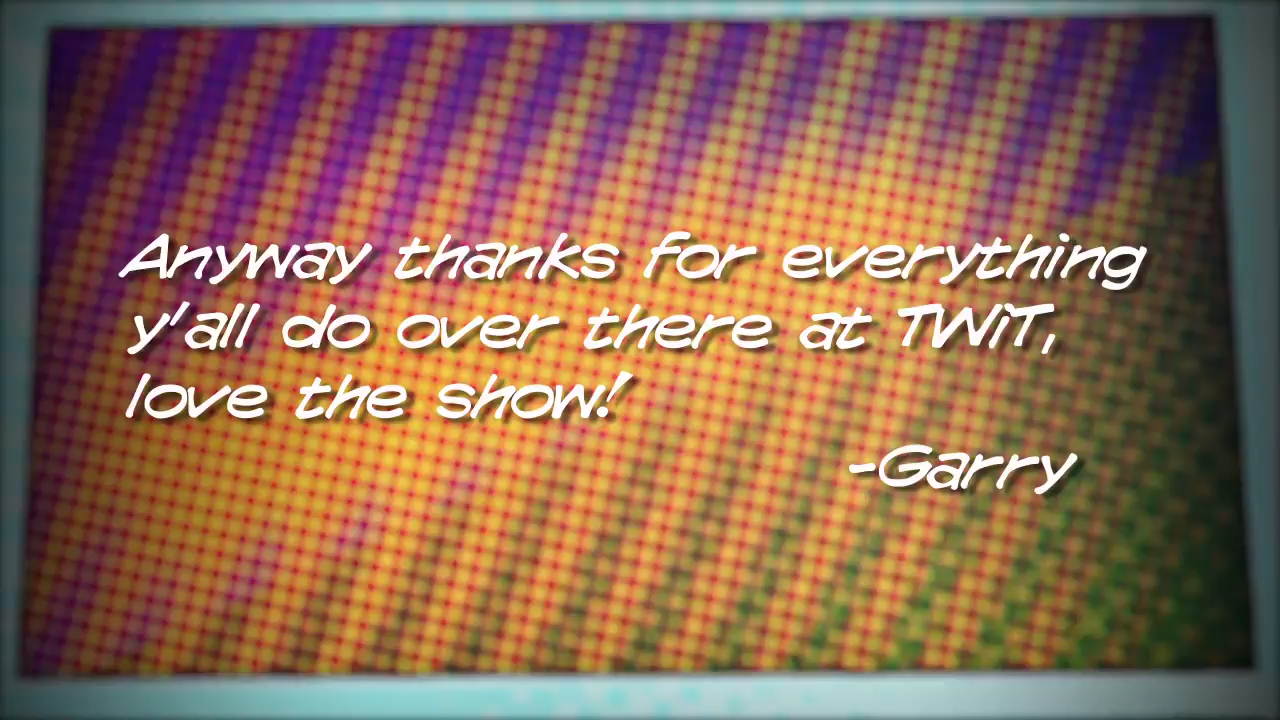 Anyway thanks for everything
y'all do over there at TWiT,
love the show!
-Garry